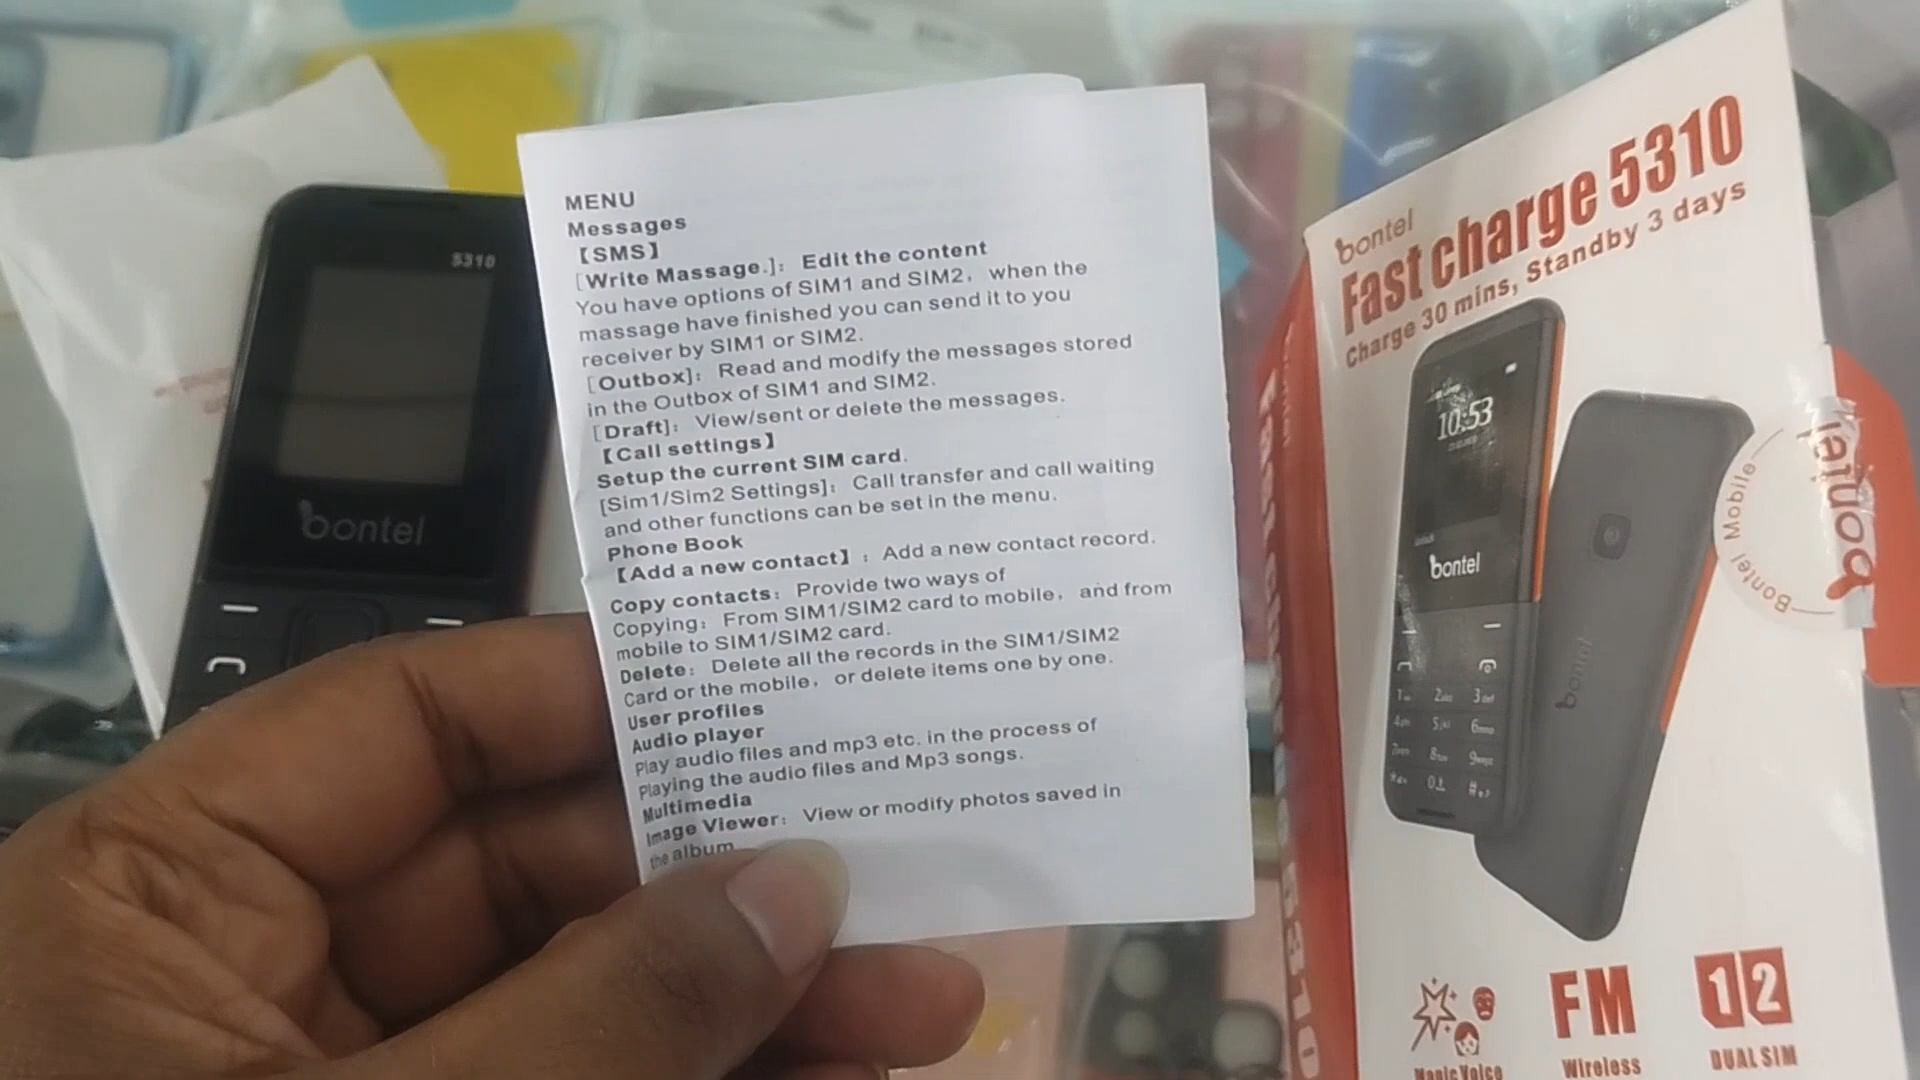 MENU
Messages
【SMS】
[Write Massage.]: Edit the content
You have options of SIM1 and SIM2, when the
massage have finished you can send it to you
receiver by SIM1 or SIM2.
[Outbox]: Read and modify the messages stored
in the Outbox of SIM1 and SIM2.
[Draft]: View/sent or delete the messages.
【Call settings】
Setup the current SIM card.
[Sim1/Sim2 Settings]: Call transfer and call waiting
and other functions can be set in the menu.
Phone Book
【Add a new contact】: Add a new contact record.
Copy contacts: Provide two ways of
Copying: From SIM1/SIM2 card to mobile, and from
mobile to SIM1/SIM2 card.
Delete: Delete all the records in the SIM1/SIM2
Card or the mobile, or delete items one by one.
User profiles
Audio player
Play audio files and mp3 etc. in the process of
Playing the audio files and Mp3 songs.
Multimedia
Image Viewer: View or modify photos saved in
the album
5310
bontel
bontel
Fast charge 5310
Charge 30 mins, Standby 3 days
10:53
bontel
bontel
bontel
Bontel Mobile
Magic Voice
FM
Wireless
12
DUAL SIM